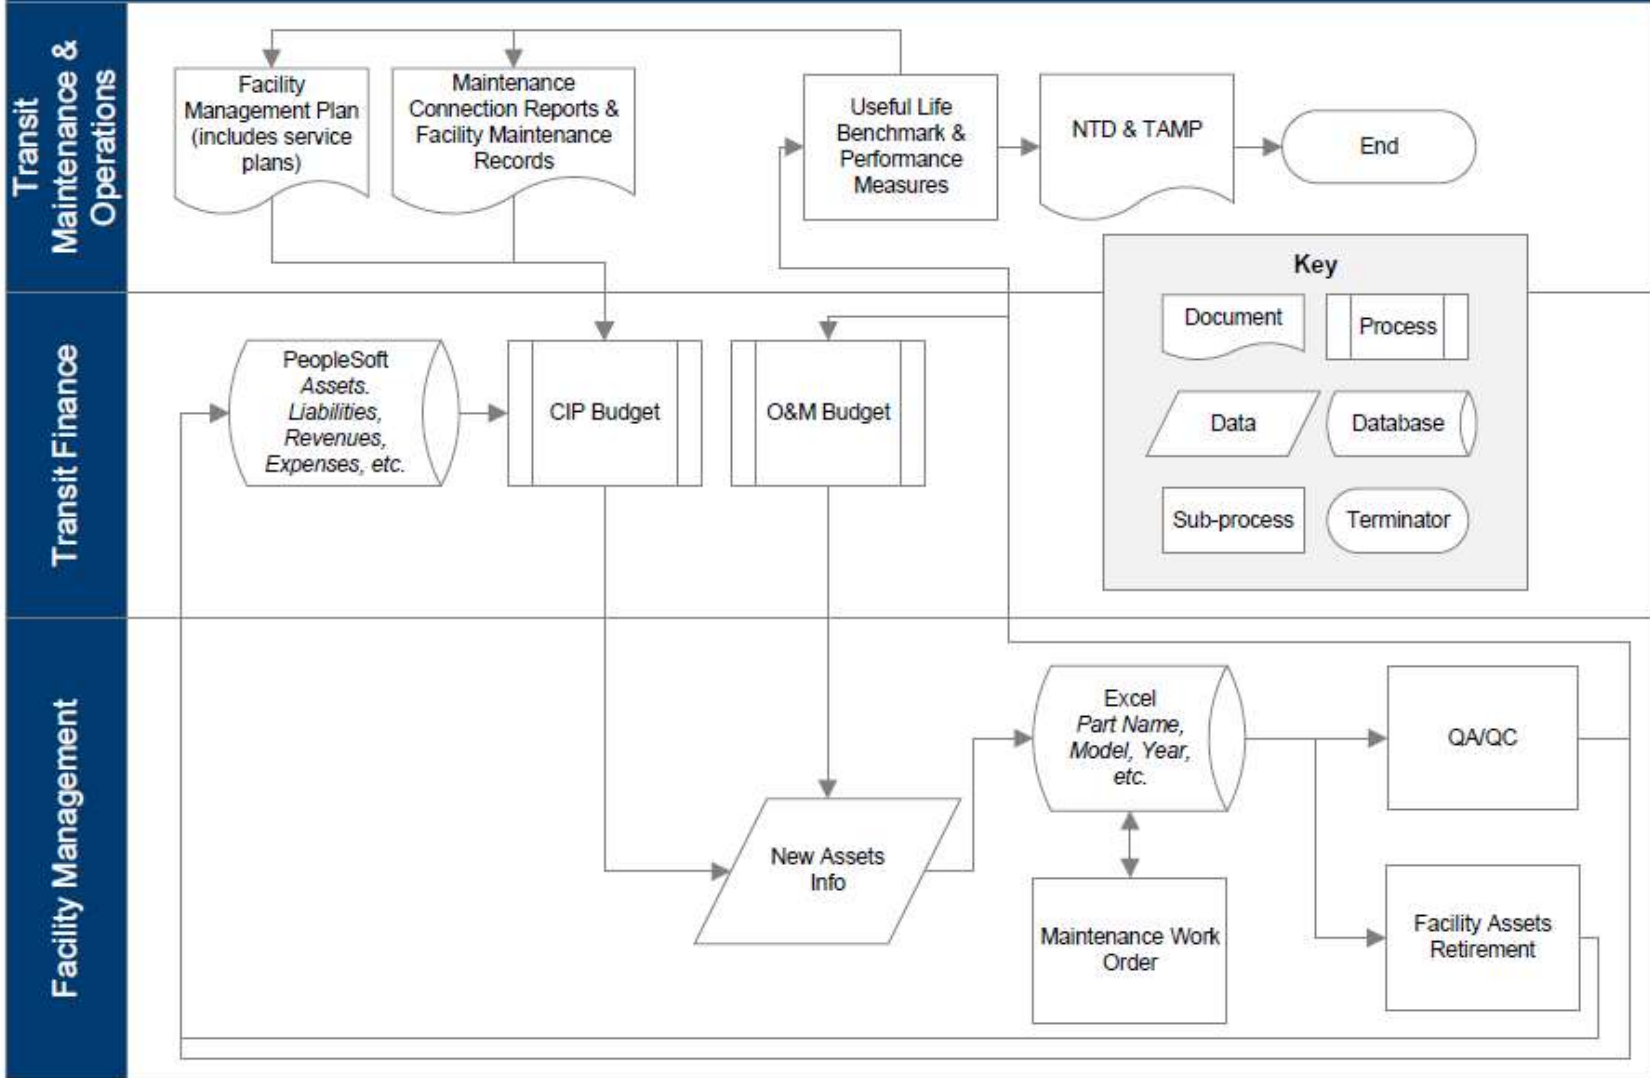 Transit
Maintenance &
Operations
Facility
Management Plan
(includes service
plans)
Maintenance
Connection Reports &
Facility Maintenance
Records
Useful Life
Benchmark &
Performance
Measures
NTD & TAMP
End
Key
Document
Process
Data
Database
Sub-process
Terminator
Transit Finance
PeopleSoft
Assets.
Liabilities,
Revenues,
Expenses, etc.
CIP Budget
O&M Budget
Facility Management
New Assets
Info
Excel
Part Name,
Model, Year,
etc.
QA/QC
Maintenance Work
Order
Facility Assets
Retirement